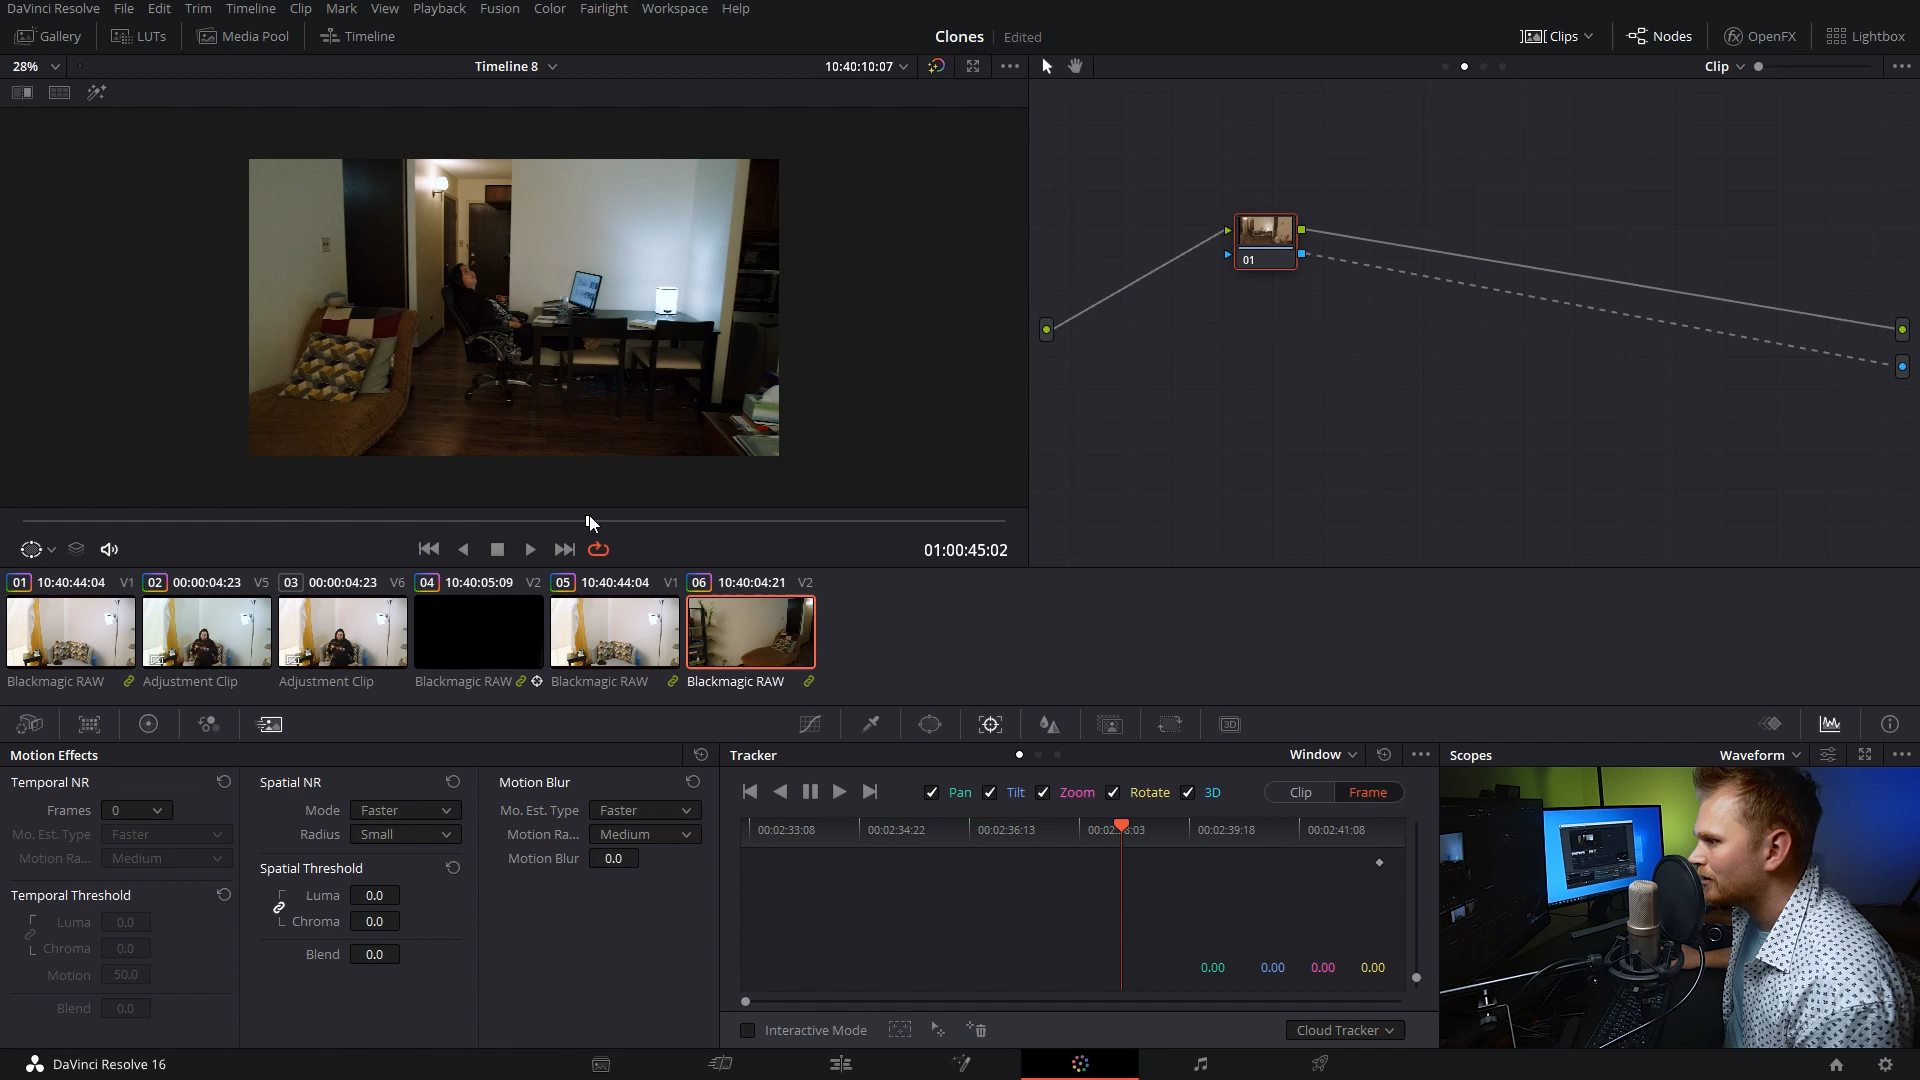 DaVinci Resolve File Edit Trim Timeline Clip Mark View Playback Fusion Color Fairlight Workspace Help
Gallery LUTs Media Pool Timeline Clones Edited Clips Nodes OpenFX Lightbox
28% Timeline 8 10:40:10:07 Clip
01
01:00:45:02
01 10:40:44:04 V1 02 00:00:04:23 V5 03 00:00:04:23 V6 04 10:40:05:09 V2 05 10:40:44:04 V1 06 10:40:04:21 V2
Blackmagic RAW Adjustment Clip Adjustment Clip Blackmagic RAW Blackmagic RAW Blackmagic RAW
3D
Motion Effects Tracker Window Scopes Waveform
Temporal NR Spatial NR Motion Blur
Frames 0 Mode Faster Mo. Est. Type Faster Pan Tilt Zoom Rotate 3D Clip Frame
Mo. Est. Type Faster Radius Small Motion Ra... Medium 00:02:33:08 00:02:34:22 00:02:36:13 00:02:38:03 00:02:39:18 00:02:41:08
Motion Ra... Medium Motion Blur 0.0
Spatial Threshold
Temporal Threshold Luma 0.0
Luma 0.0 Chroma 0.0
Chroma 0.0 Blend 0.0
Motion 50.0 0.00 0.00 0.00 0.00
Blend 0.0
Interactive Mode Cloud Tracker
DaVinci Resolve 16